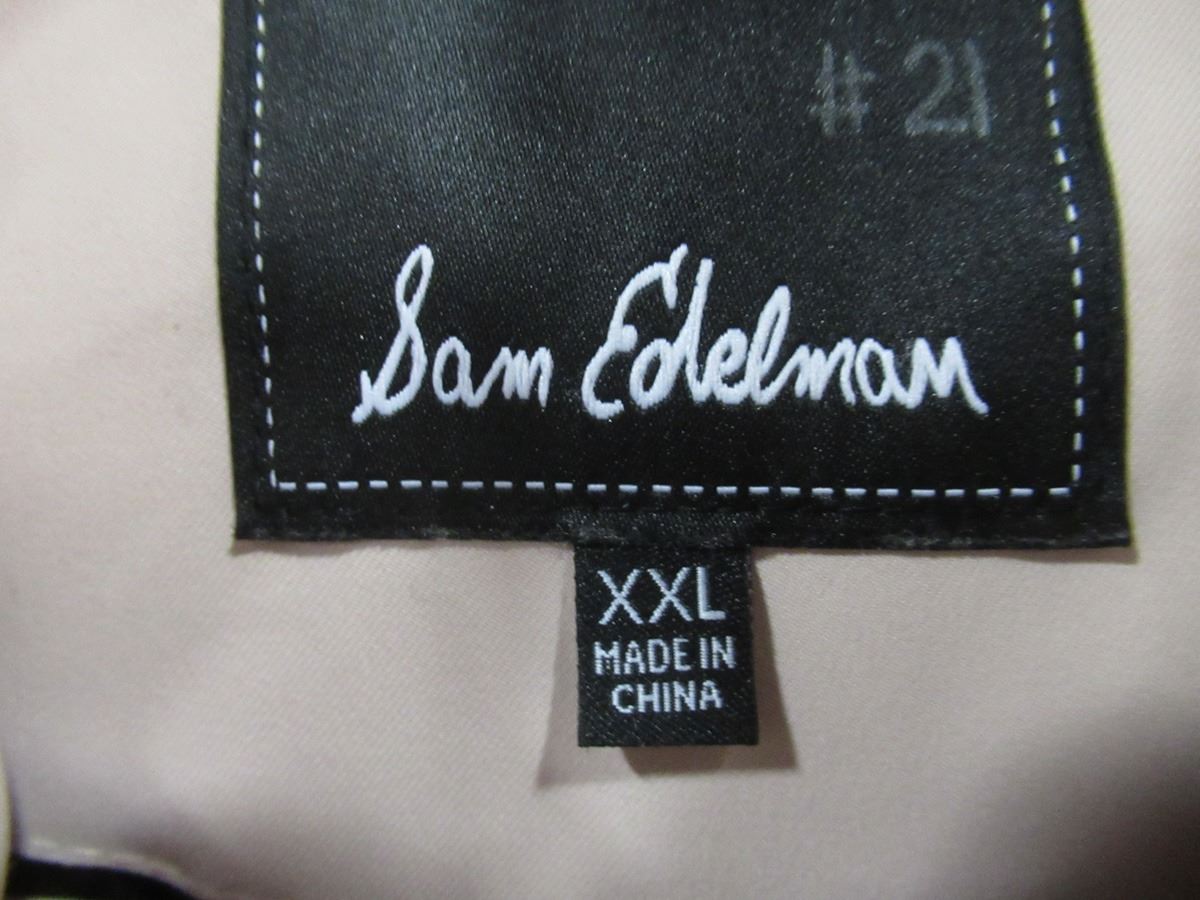 # 21
Sam Edelman
XXL
MADE IN
CHINA